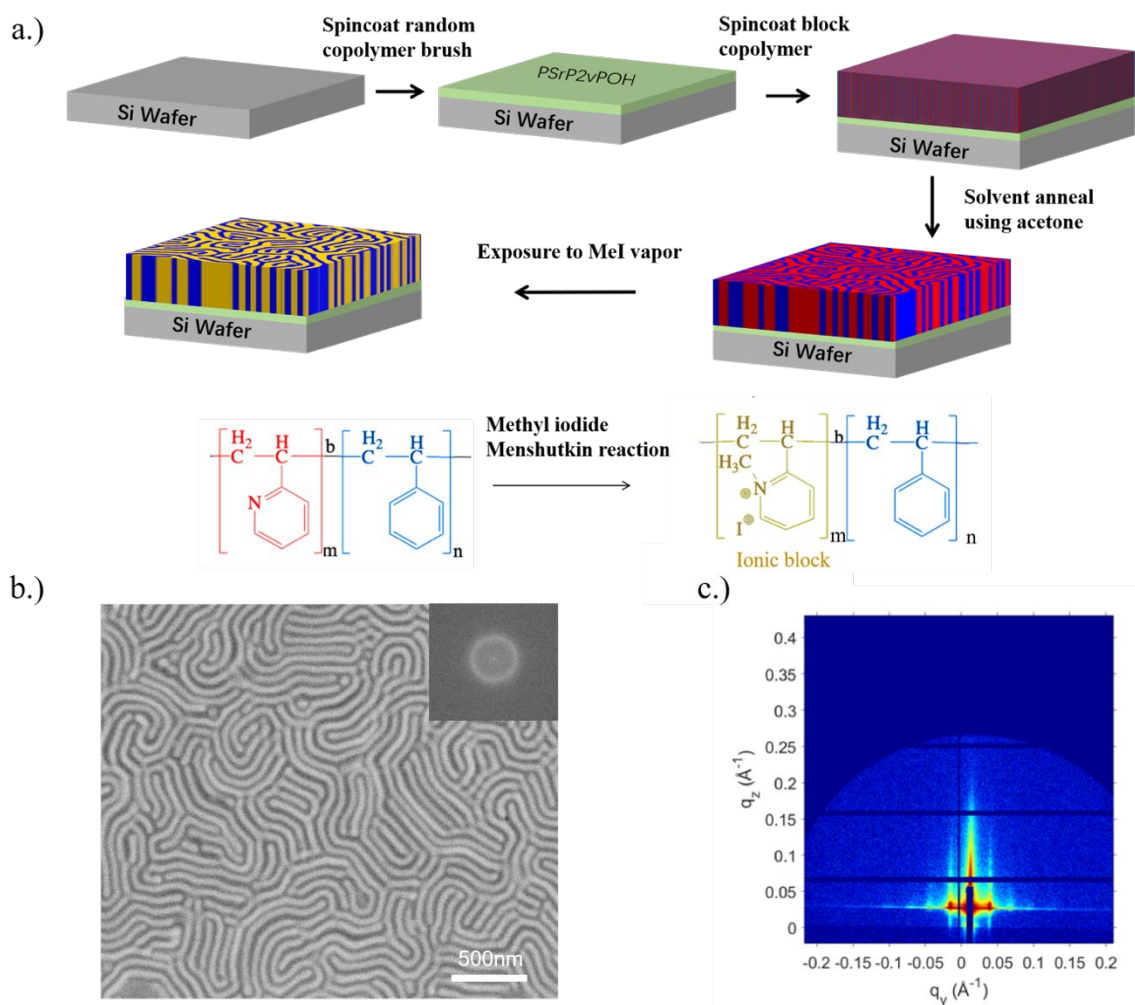 a.)
Spincoat random
copolymer brush
Spincoat block
copolymer
Si Wafer
PSrP2vPOH
Si Wafer
Si Wafer
Solvent anneal
using acetone
Exposure to MeI vapor
Si Wafer
Si Wafer
H2
C
H
C
b
H2
C
H
C
N
m
n
Methyl iodide
Menshutkin reaction
H2
C
H
C
b
H2
C
H
C
H3C
N
⊕
I⊕
m
n
Ionic block
b.)
500nm
c.)
qz (Å-1)
0.4
0.35
0.3
0.25
0.2
0.15
0.1
0.05
0
-0.2 -0.15 -0.1 -0.05 0 0.05 0.1 0.15 0.2
qy (Å-1)